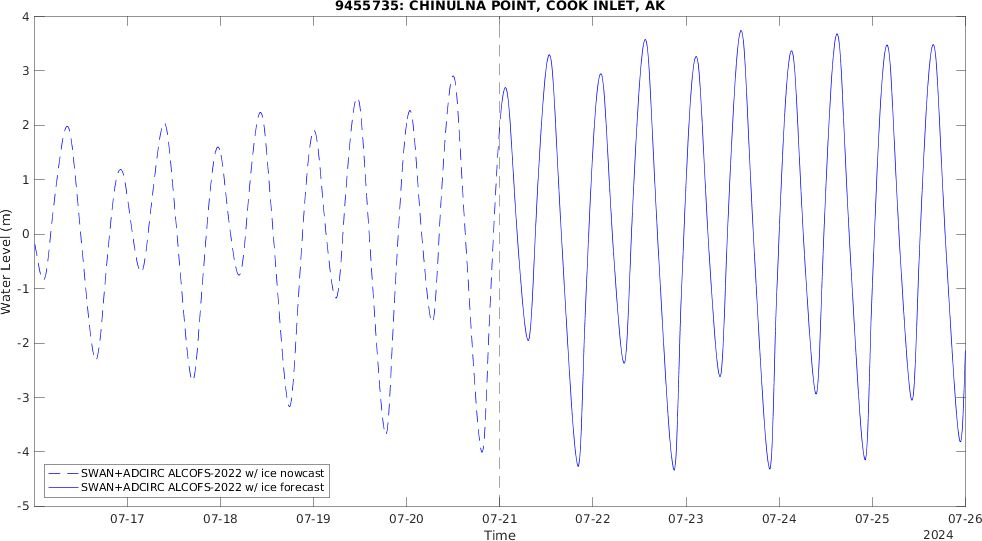 9455735: CHINULNA POINT, COOK INLET, AK
Water Level (m)
4
3
2
1
0
-1
-2
-3
-4
-5
SWAN+ADCIRC ALCOFS-2022 w/ ice nowcast
SWAN+ADCIRC ALCOFS-2022 w/ ice forecast
07-17 07-18 07-19 07-20 07-21 07-22 07-23 07-24 07-25 07-26
Time
2024